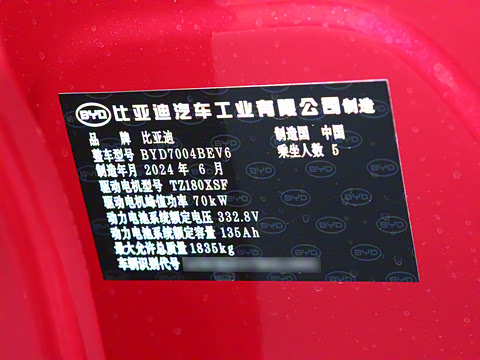 BYD 比亚迪汽车工业有限公司制造
品 牌 比亚迪 制造国 中国
整车型号 BYD7004BEV6 乘坐人数 5
制造年月 2024 年 6 月
驱动电机型号 TZ180XSF
驱动电机峰值功率 70kW
动力电池系统额定电压 332.8V
动力电池系统额定容量 135Ah
最大允许总质量 1835kg
车辆识别代号